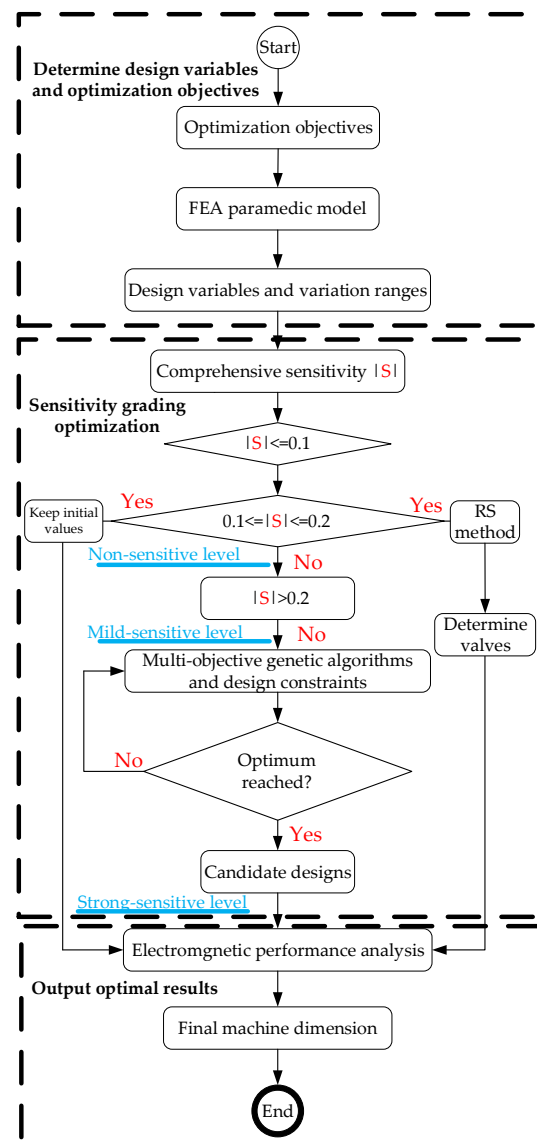 Start
Determine design variables
and optimization objectives
Optimization objectives
FEA paramedic model
Design variables and variation ranges
Comprehensive sensitivity |S|
Sensitivity grading
optimization
|S|<=0.1
Yes
Yes
Keep initial
values
0.1<=|S|<=0.2
RS
method
Non-sensitive level
No
|S|>0.2
Mild-sensitive level
No
Determine
valves
Multi-objective genetic algorithms
and design constraints
No
Optimum
reached?
Yes
Candidate designs
Strong-sensitive level
Electromgnetic performance analysis
Output optimal results
Final machine dimension
End